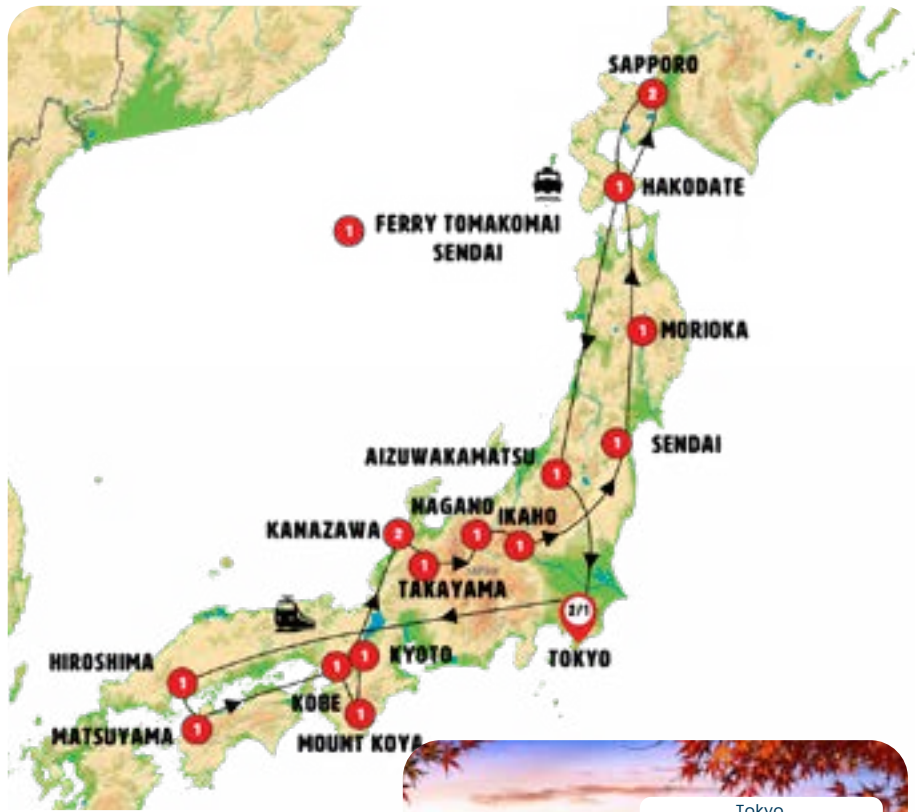 SAPPORO
2
1
HAKODATE
1
FERRY TOMAKOMAI
SENDAI
1
MORIOKA
1
SENDAI
AIZUWAKAMATSU
1
NAGANO
1
IKAHO
1
KANAZAWA
2
1
TAKAYAMA
JAPAN
2/1
TOKYO
HIROSHIMA
1
1
KYOTO
1
KOBE
MATSUYAMA
1
1
MOUNT KOYA
Tokyo